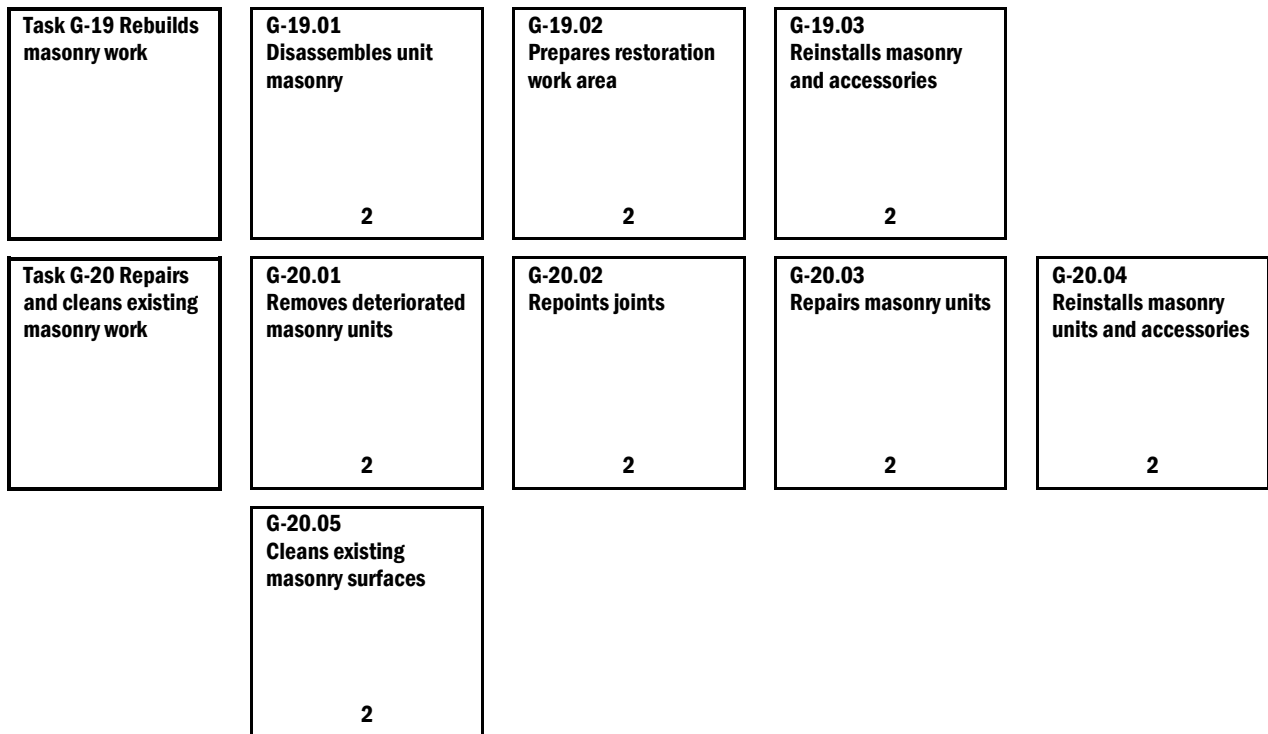 Task G-19 Rebuilds
masonry work
G-19.01
Disassembles unit
masonry
2
G-19.02
Prepares restoration
work area
2
G-19.03
Reinstalls masonry
and accessories
2
Task G-20 Repairs
and cleans existing
masonry work
G-20.01
Removes deteriorated
masonry units
2
G-20.02
Repoints joints
2
G-20.03
Repairs masonry units
2
G-20.04
Reinstalls masonry
units and accessories
2
G-20.05
Cleans existing
masonry surfaces
2